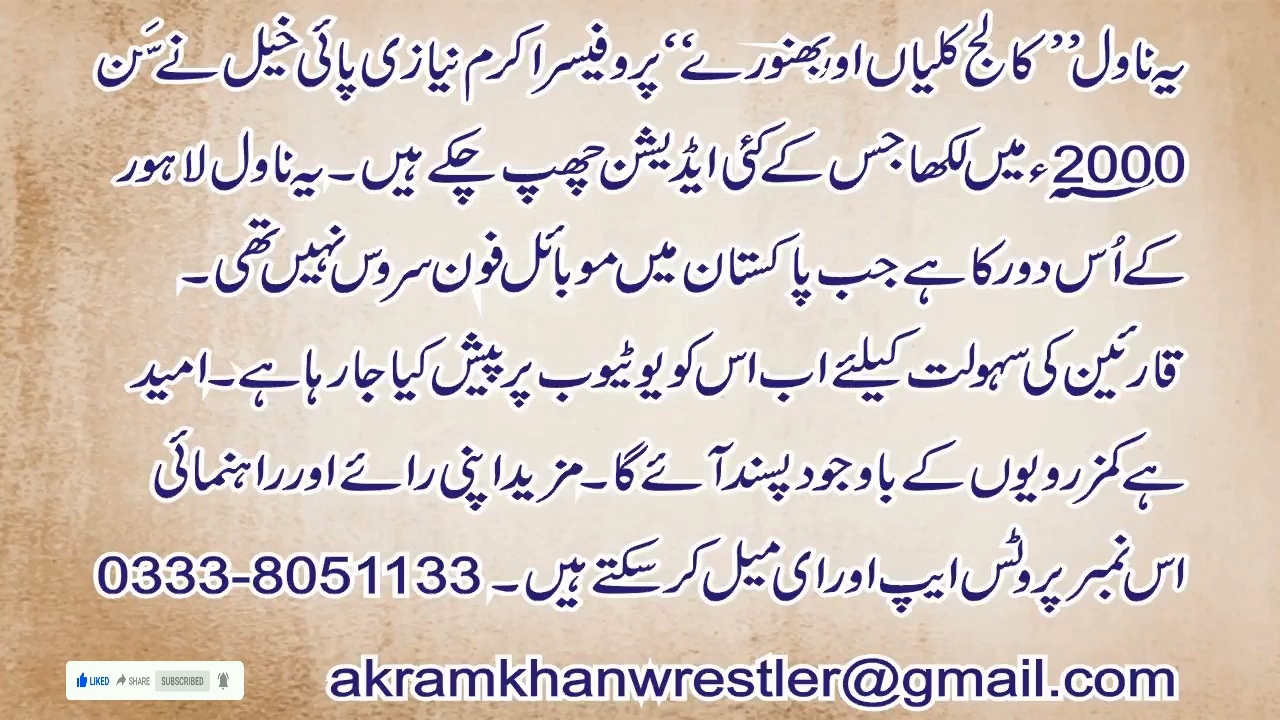 یہ ناول ’’ کالج کلیاں اور بھنورے‘‘ پروفیسر اکرم نیازی پائی خیل نے سَن
2000ء میں لکھا جس کے کئی ایڈیشن چھپ چکے ہیں۔ یہ ناول لاہور
کے اُس دور کا ہے جب پاکستان میں موبائل فون سروس نہیں تھی۔
قارئین کی سہولت کیلئے اب اس کو یوٹیوب پر پیش کیا جا رہا ہے۔ امید
ہے کمزرویوں کے باوجود پسند آئے گا۔ مزید اپنی رائے اور راہنمائی
اس نمبر پر وٹس ایپ اور ای میل کر سکتے ہیں۔ 0333-8051133
akramkhanwrestler@gmail.com
LIKED SHARE SUBSCRIBED